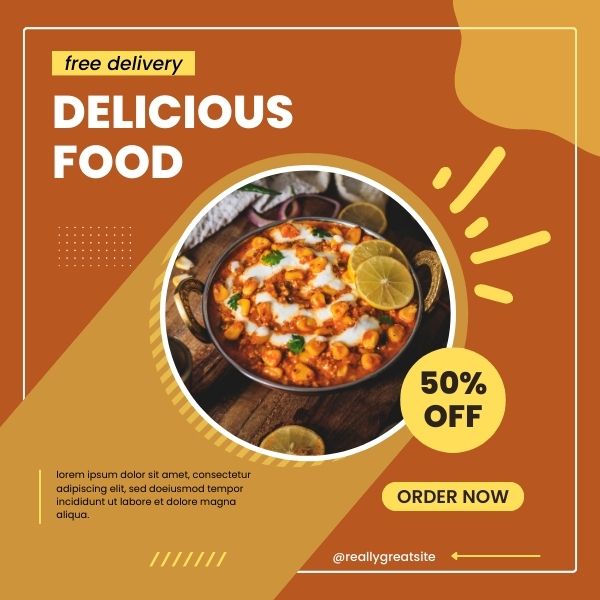 free delivery
DELICIOUS
FOOD
50%
OFF
ORDER NOW
lorem ipsum dolor sit amet, consectetur
adipiscing elit, sed doeiusmod tempor
incididunt ut labore et dolore magna
aliqua.
@reallygreatsite